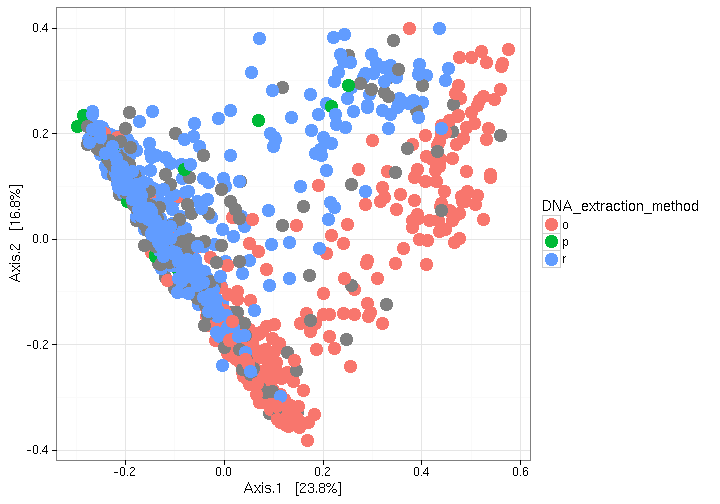 0.4
0.2
0.0
-0.2
-0.4
Axis.2 [16.8%]
-0.2 0.0 0.2 0.4 0.6
Axis.1 [23.8%]
DNA_extraction_method
o
p
r